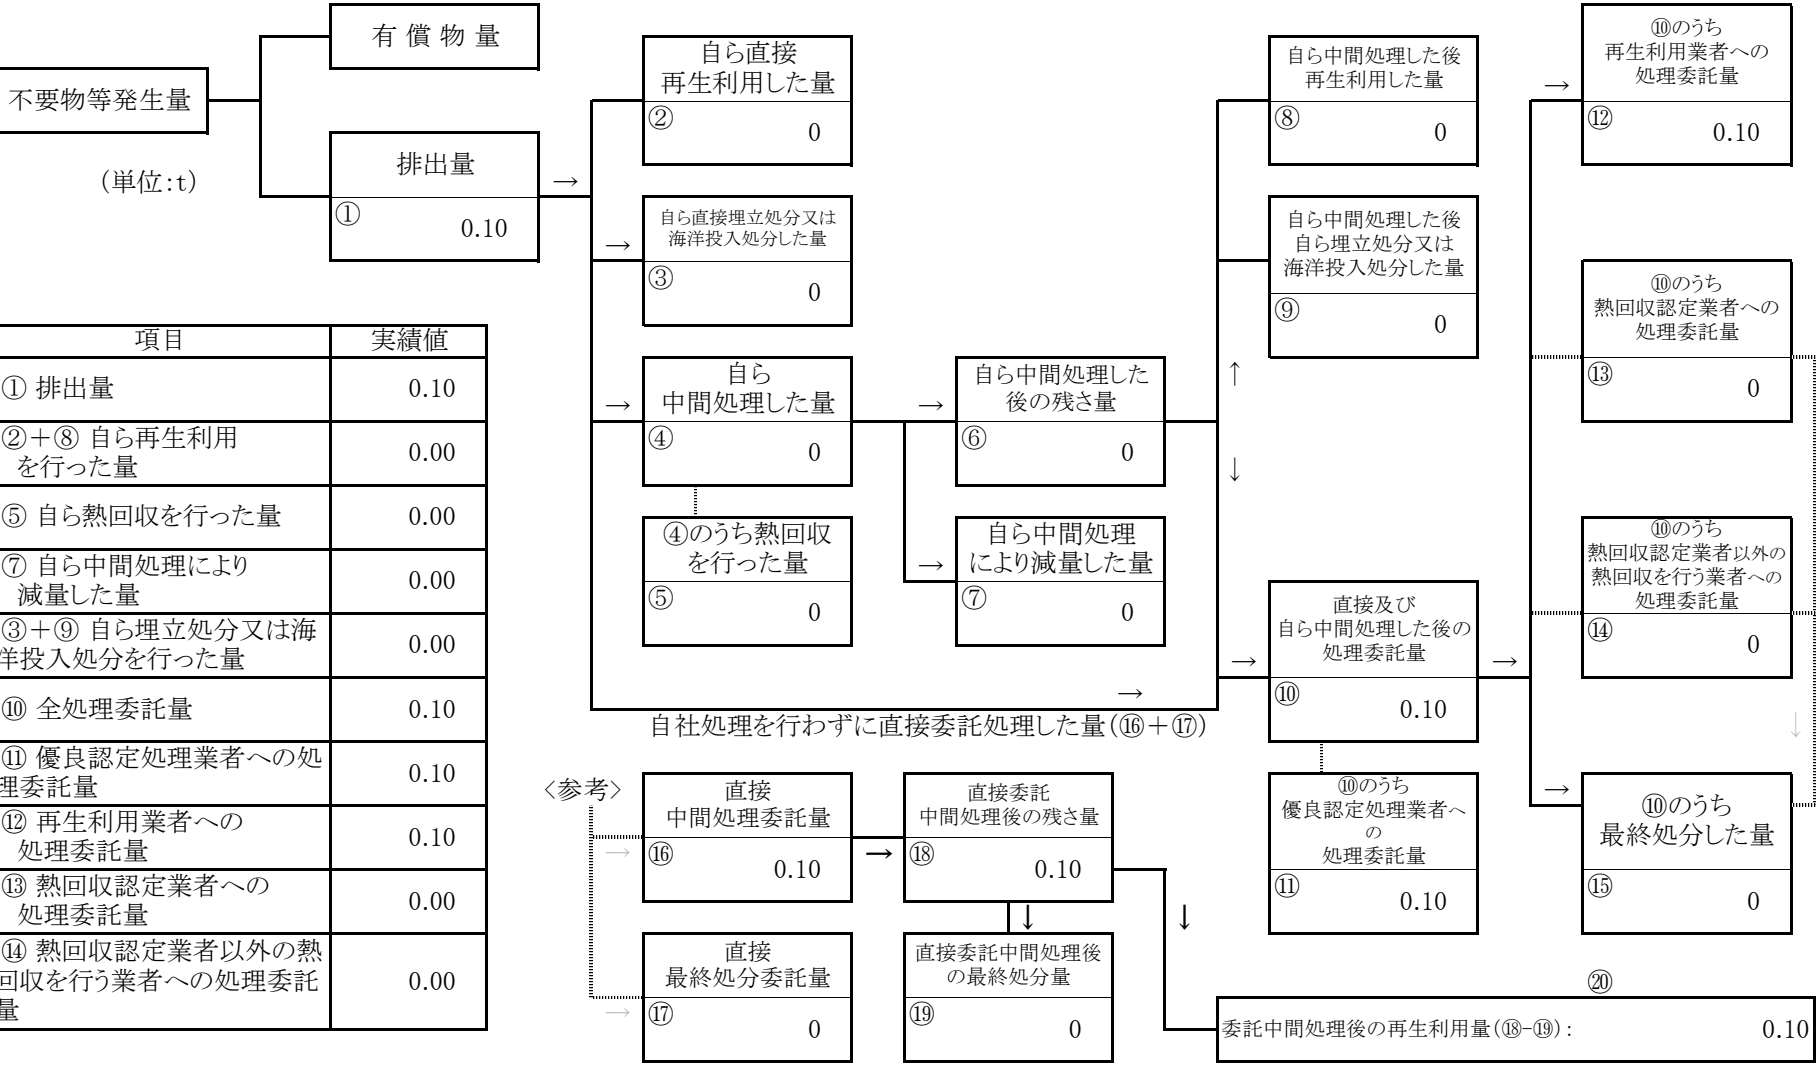 有 償 物 量
不要物等発生量
(単位:t)
排出量
①
0.10
→
自ら直接
再生利用した量
②
0
→
自ら直接埋立処分又は
海洋投入処分した量
③
0
→
自ら
中間処理した量
④
0
④のうち熱回収
を行った量
⑤
0
→
自ら中間処理した
後の残さ量
⑥
0
→
自ら中間処理
により減量した量
⑦
0
自ら中間処理した後
再生利用した量
⑧
0
自ら中間処理した後
自ら埋立処分又は
海洋投入処分した量
⑨
0
↑
↓
→
自社処理を行わずに直接委託処理した量(⑯+⑰)
→
直接及び
自ら中間処理した後の
処理委託量
⑩
0.10
→
⑩のうち
優良認定処理業者へ
の
処理委託量
⑪
0.10
→
⑩のうち
再生利用業者への
処理委託量
⑫
0.10
⑩のうち
熱回収認定業者への
処理委託量
⑬
0
⑩のうち
熱回収認定業者以外の
熱回収を行う業者への
処理委託量
⑭
0
↓
→
⑩のうち
最終処分した量
⑮
0
項目 実績値
① 排出量 0.10
②+⑧ 自ら再生利用
を行った量 0.00
⑤ 自ら熱回収を行った量 0.00
⑦ 自ら中間処理により
減量した量 0.00
③+⑨ 自ら埋立処分又は海
洋投入処分を行った量 0.00
⑩ 全処理委託量 0.10
⑪ 優良認定処理業者への処
理委託量 0.10
⑫ 再生利用業者への
処理委託量 0.10
⑬ 熱回収認定業者への
処理委託量 0.00
⑭ 熱回収認定業者以外の熱
回収を行う業者への処理委託
量 0.00
<参考>
→
直接
中間処理委託量
⑯
0.10
→
直接委託
中間処理後の残さ量
⑱
0.10
↓
↓
→
直接
最終処分委託量
⑰
0
直接委託中間処理後
の最終処分量
⑲
0
⑳
委託中間処理後の再生利用量(⑱-⑲): 0.10